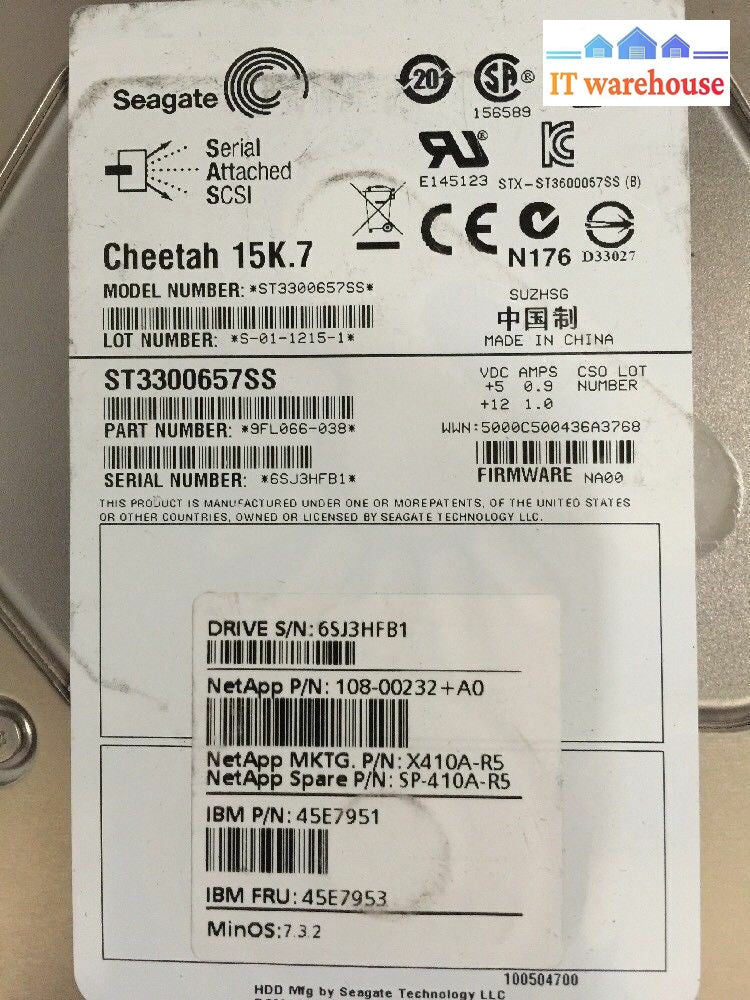 IT warehouse
Seagate
20
SA®
156589
Serial
Attached
SCSI
E145123 STX-ST3600057SS (B)
CE
N176 D33027
Cheetah 15K.7
MODEL NUMBER: *ST3300657SS*
SUZHSG
中国制
LOT NUMBER: *S-01-1215-1*
MADE IN CHINA
ST3300657SS
VDC AMPS CSO LOT
+5 0.9 NUMBER
+12 1.0
PART NUMBER: *9FL066-038*
WWN:5000C500436A3768
SERIAL NUMBER: *6SJ3HFB1*
FIRMWARE NA00
THIS PRODUCT IS MANUFACTURED UNDER ONE OR MORE PATENTS, OF THE UNITED STATES
OR OTHER COUNTRIES, OWNED OR LICENSED BY SEAGATE TECHNOLOGY LLC.
DRIVE S/N: 6SJ3HFB1
NetApp P/N: 108-00232+A0
NetApp MKTG. P/N: X410A-R5
NetApp Spare P/N: SP-410A-R5
IBM P/N: 45E7951
IBM FRU: 45E7953
MinOS:7.3.2
100504700
HDD Mfg by Seagate Technology LLC